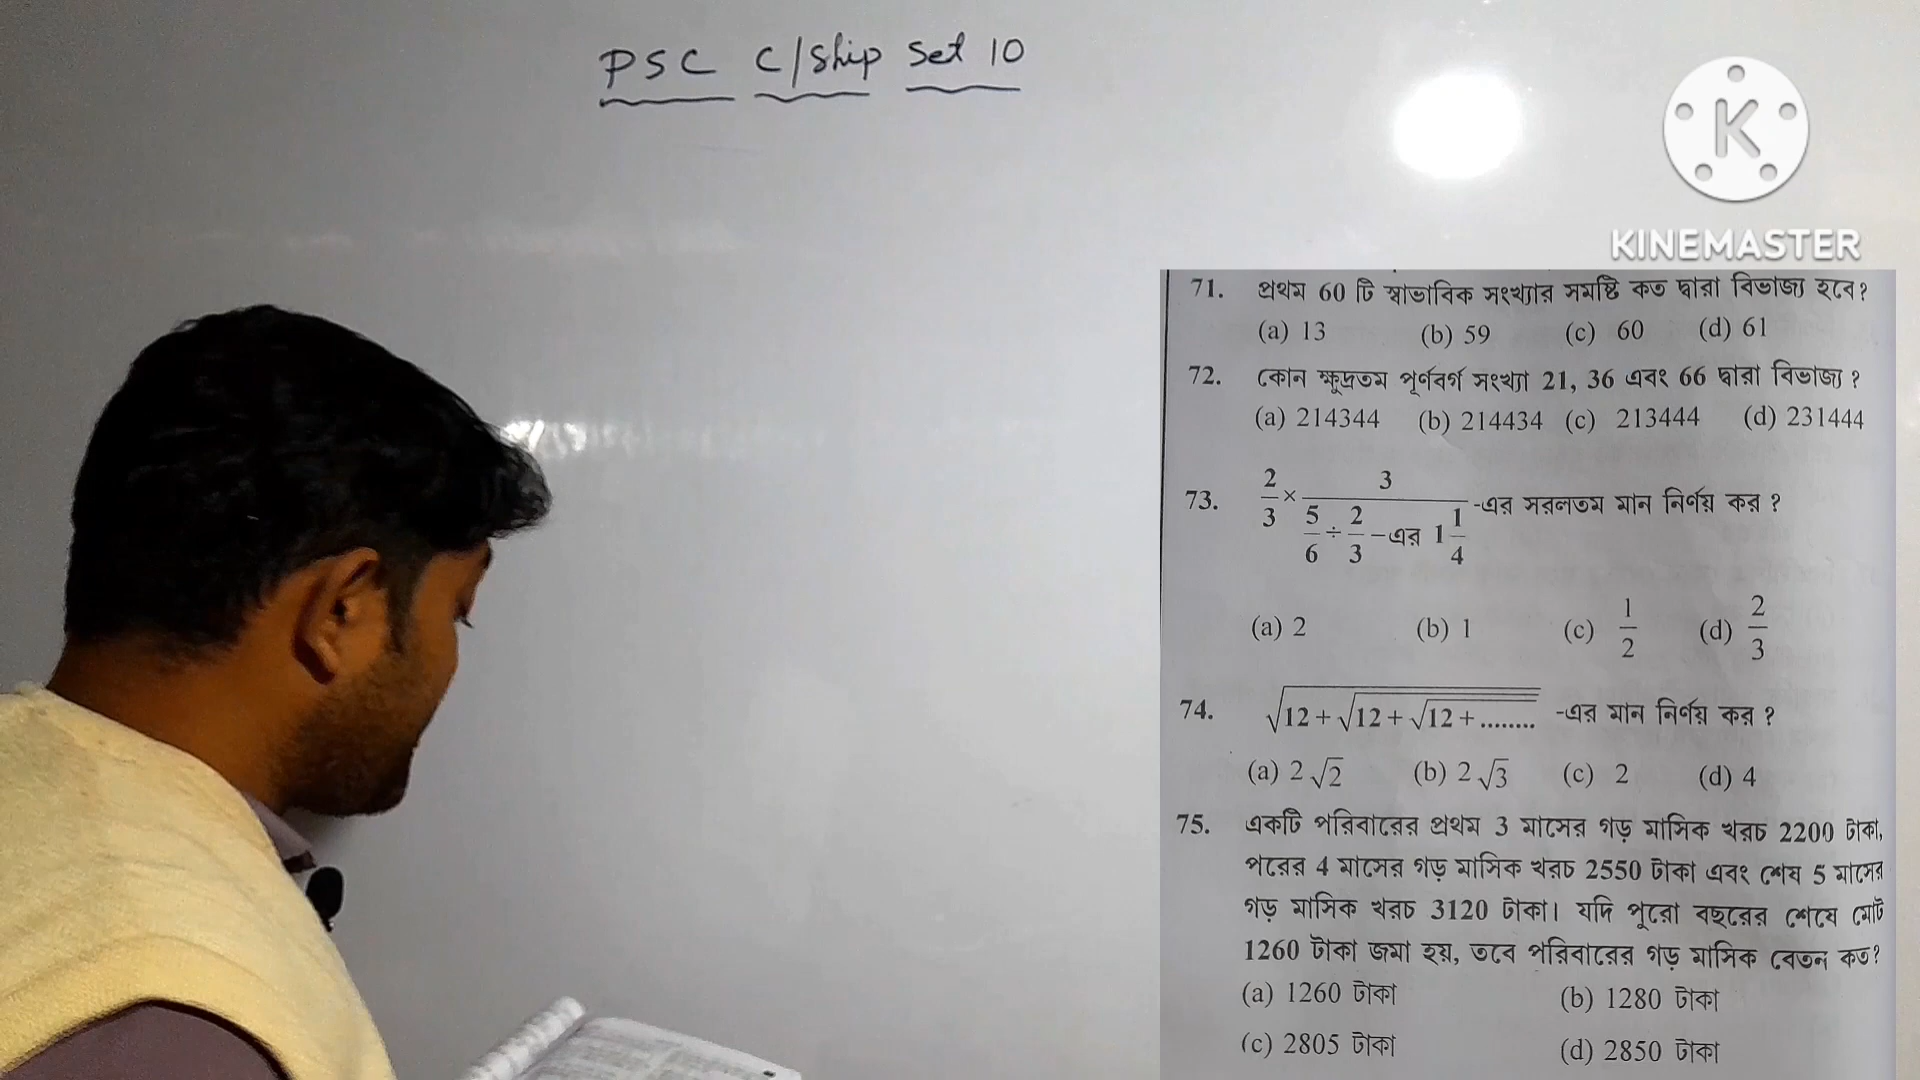 PSC C/Ship Set 10
K
KINEMASTER
71. প্রথম 60 টি স্বাভাবিক সংখ্যার সমষ্টি কত দ্বারা বিভাজ্য হবে?
(a) 13 (b) 59 (c) 60 (d) 61
72. কোন ক্ষুদ্রতম পূর্ণবর্গ সংখ্যা 21, 36 এবং 66 দ্বারা বিভাজ্য ?
(a) 214344 (b) 214434 (c) 213444 (d) 231444
73. 2/3 × 3/(5/6 ÷ 2/3 -এর 1 1/4) -এর সরলতম মান নির্ণয় কর ?
(a) 2 (b) 1 (c) 1/2 (d) 2/3
74. √12 + √12 + √12 + ........ -এর মান নির্ণয় কর ?
(a) 2√2 (b) 2√3 (c) 2 (d) 4
75. একটি পরিবারের প্রথম 3 মাসের গড় মাসিক খরচ 2200 টাকা,
পরের 4 মাসের গড় মাসিক খরচ 2550 টাকা এবং শেষ 5 মাসের
গড় মাসিক খরচ 3120 টাকা। যদি পুরো বছরের শেষে মোট
1260 টাকা জমা হয়, তবে পরিবারের গড় মাসিক বেতন কত?
(a) 1260 টাকা (b) 1280 টাকা
(c) 2805 টাকা (d) 2850 টাকা